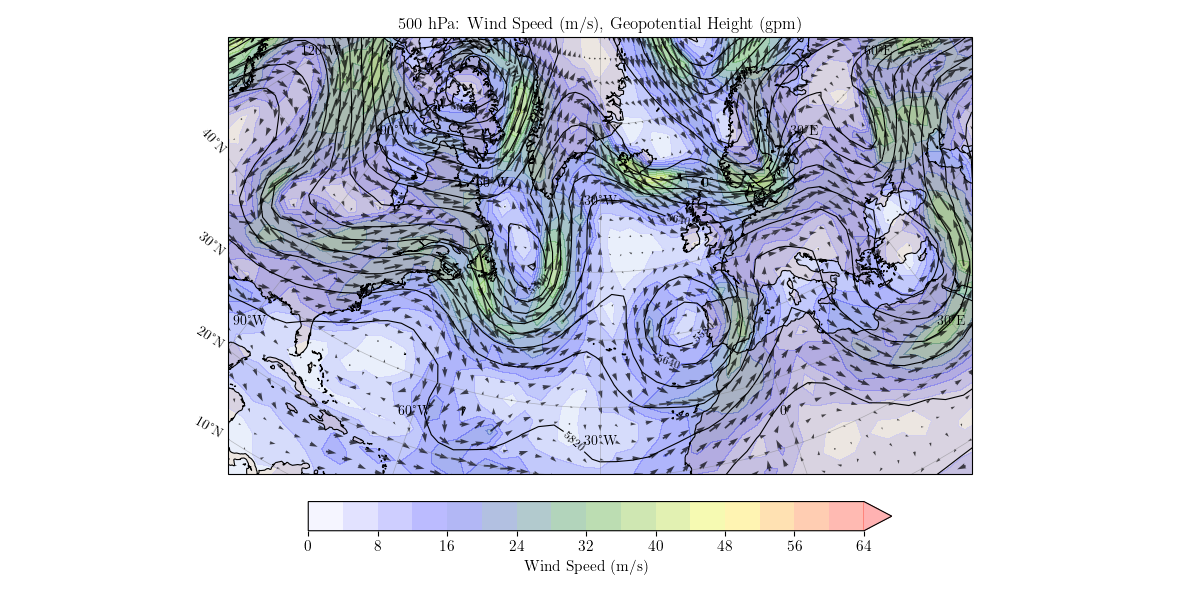 500 hPa: Wind Speed (m/s), Geopotential Height (gpm)
120°W
60°E
40°N
30°E
60°W
0
30°W
30°N
90°W
30°E
20°N
5640
60°W
0
10°N
5820
30°W
0 8 16 24 32 40 48 56 64
Wind Speed (m/s)